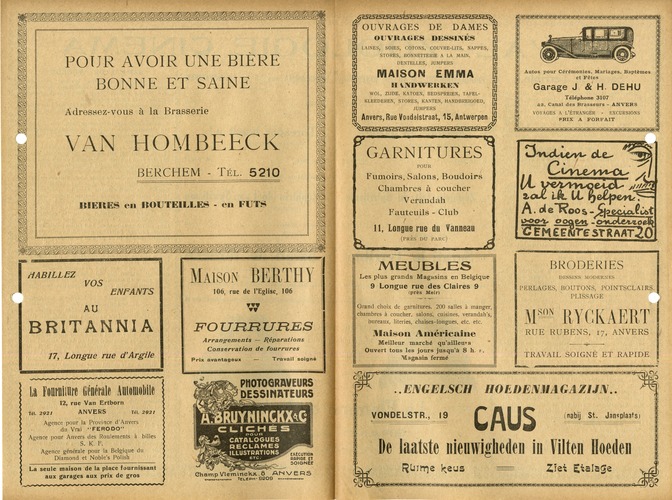 POUR AVOIR UNE BIÈRE
BONNE ET SAINE
Adressez-vous à la Brasserie
VAN HOMBEECK
BERCHEM - TÉL. 5210
BIERES en BOUTEILLES - en FUTS
HABILLEZ
VOS
ENFANTS
AU
BRITANNIA
17, Longue rue d'Argile
MAISON BERTHY
106, rue de l'Eglise, 106
FOURRURES
Arrangements — Réparations
Conservation de fourrures
Prix avantageux — Travail soigné
La Fourniture Générale Automobile
12, rue Van Ertborn
Tél. 2921 ANVERS Tél. 2921
Agence pour la Province d'Anvers
du Vrai "FERODO"
Agence pour Anvers des Roulements à billes
S. K. F.
Agence générale pour la Belgique du
Diamond et Noble's Polish
La seule maison de la place fournissant
aux garages aux prix de gros
PHOTOGRAVEURS
DESSINATEURS
A. BRUYNINCKX & C
CLICHÉS
POUR
CATALOGUES
RÉCLAMES
ILLUSTRATIONS
ETC.
EXÉCUTION
RAPIDE ET
SOIGNÉE
Champ Vleminckx, 8 ANVERS
TELEPH. 0209
OUVRAGES DE DAMES
OUVRAGES DESSINÉS
LAINES, SOIES, COTONS, COUVRE-LITS, NAPPES,
STORES, BONNETTERIE A LA MAIN,
DENTELLES, JUMPERS
MAISON EMMA
HANDWERKEN
WOL, ZIJDE, KATOEN, BEDSPREIEN, TAFEL-
KLEEDEREN, STORES, KANTEN, HANDBREIGOED,
JUMPERS
Anvers, Rue Vondelstraat, 15, Antwerpen
Autos pour Cérémonies, Mariages, Baptêmes
et Fêtes
Garage J & H. DEHU
Téléphone 3107
22, Canal des Brasseurs - ANVERS
VOYAGES A L'ÉTRANGER - EXCURSIONS
PRIX A FORFAIT
GARNITURES
POUR
Fumoirs, Salons, Boudoirs
Chambres à coucher
Verandah
Fauteuils - Club
11, Longue rue du Vanneau
(PRÈS DU PARC)
Indien de
Cinema
U vermoeid
zal ik U helpen.
A. de Roos - Specialist
voor oogen-onderzoek
GEMEENTESTRAAT 20
MEUBLES
Les plus grands Magasins en Belgique
9 Longue rue des Claires 9
(près Meir)
Grand choix de garnitures. 200 salles à manger,
chambres à coucher, salons, cuisines, verandah's,
bureaux, literies, chaises-longues, etc. etc.
Maison Américaine
Meilleur marché qu'ailleurs
Ouvert tous les jours jusqu'à 8 h.
Magasin fermé
BRODERIES
DESSINS MODERNES
PERLAGES, BOUTONS, POINTSCLAIRS
PLISSAGE
MSON RYCKAERT
RUE RUBENS, 17, ANVERS
TRAVAIL SOIGNÉ ET RAPIDE
..ENGELSCH HOEDENMAGAZIJN..
VONDELSTR., 19 CAUS (nabij St. Jansplaats)
De laatste nieuwigheden in Vilten Hoeden
Ruime keus — Ziet Etalage